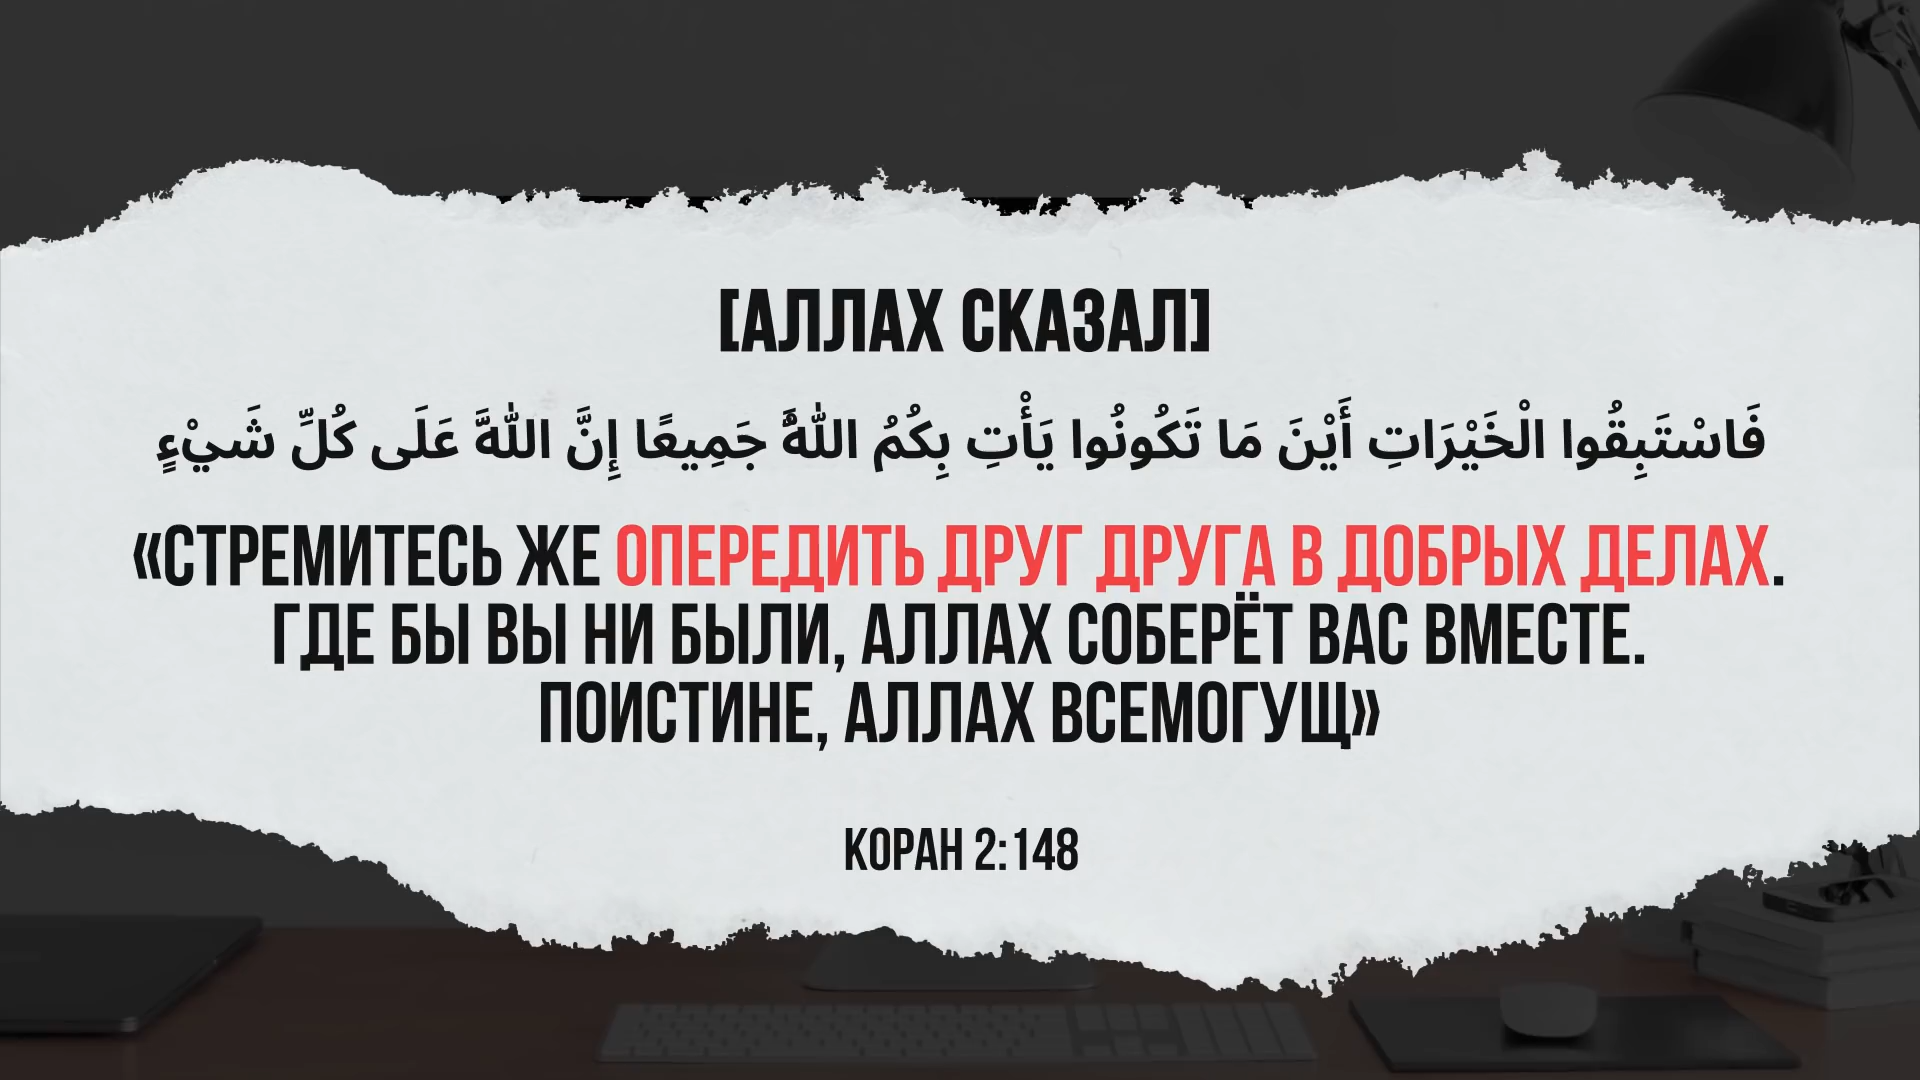 [АЛЛАХ СКАЗАЛ]
فَاسْتَبِقُوا الْخَيْرَاتِ أَيْنَ مَا تَكُونُوا يَأْتِ بِكُمُ اللَّهُ جَمِيعًا إِنَّ اللَّهَ عَلَى كُلِّ شَيْءٍ
«СТРЕМИТЕСЬ ЖЕ ОПЕРЕДИТЬ ДРУГ ДРУГА В ДОБРЫХ ДЕЛАХ.
ГДЕ БЫ ВЫ НИ БЫЛИ, АЛЛАХ СОБЕРЁТ ВАС ВМЕСТЕ.
ПОИСТИНЕ, АЛЛАХ ВСЕМОГУЩ»
КОРАН 2:148